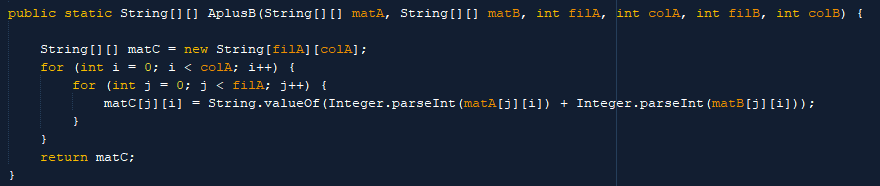 public static String[][] AplusB(String[][] matA, String[][] matB, int filA, int colA, int filB, int colB) {
String[][] matC = new String[filA][colA];
for (int i = 0; i < colA; i++) {
for (int j = 0; j < filA; j++) {
matC[j][i] = String.valueOf(Integer.parseInt(matA[j][i]) + Integer.parseInt(matB[j][i]));
}
}
return matC;
}